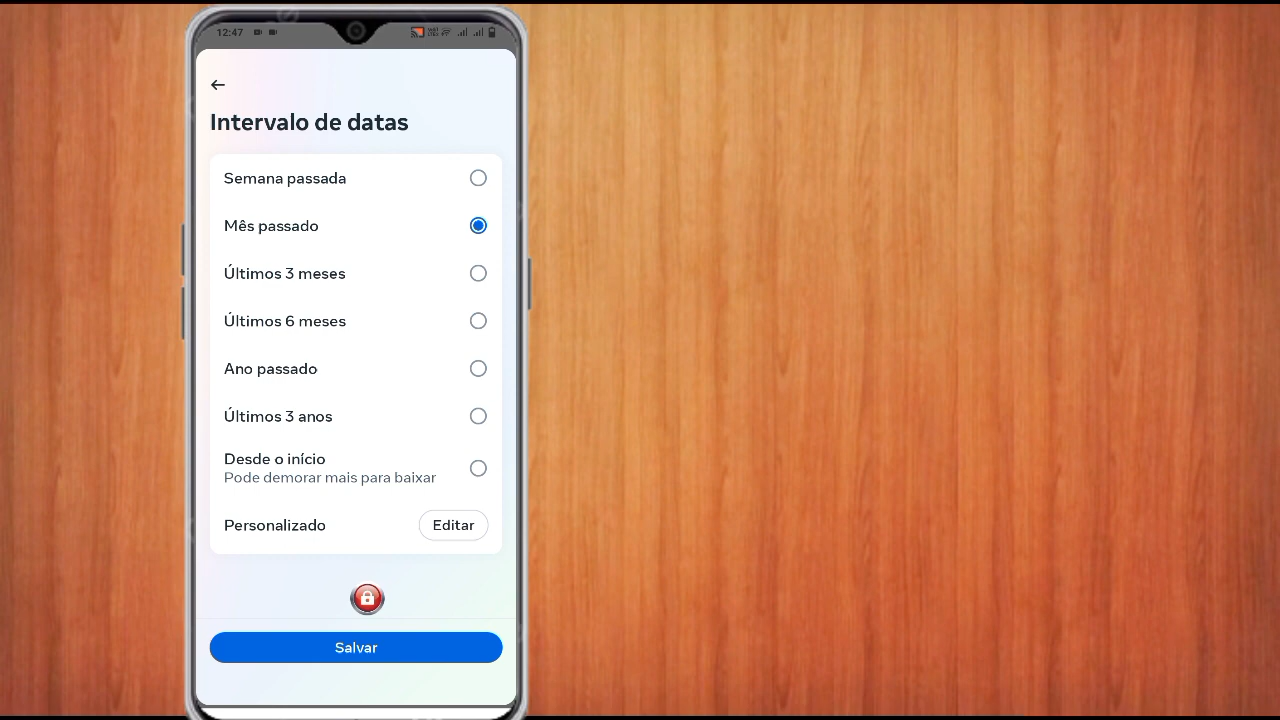 12:47
Intervalo de datas
Semana passada
Mês passado
Últimos 3 meses
Últimos 6 meses
Ano passado
Últimos 3 anos
Desde o início
Pode demorar mais para baixar
Personalizado
Editar
Salvar